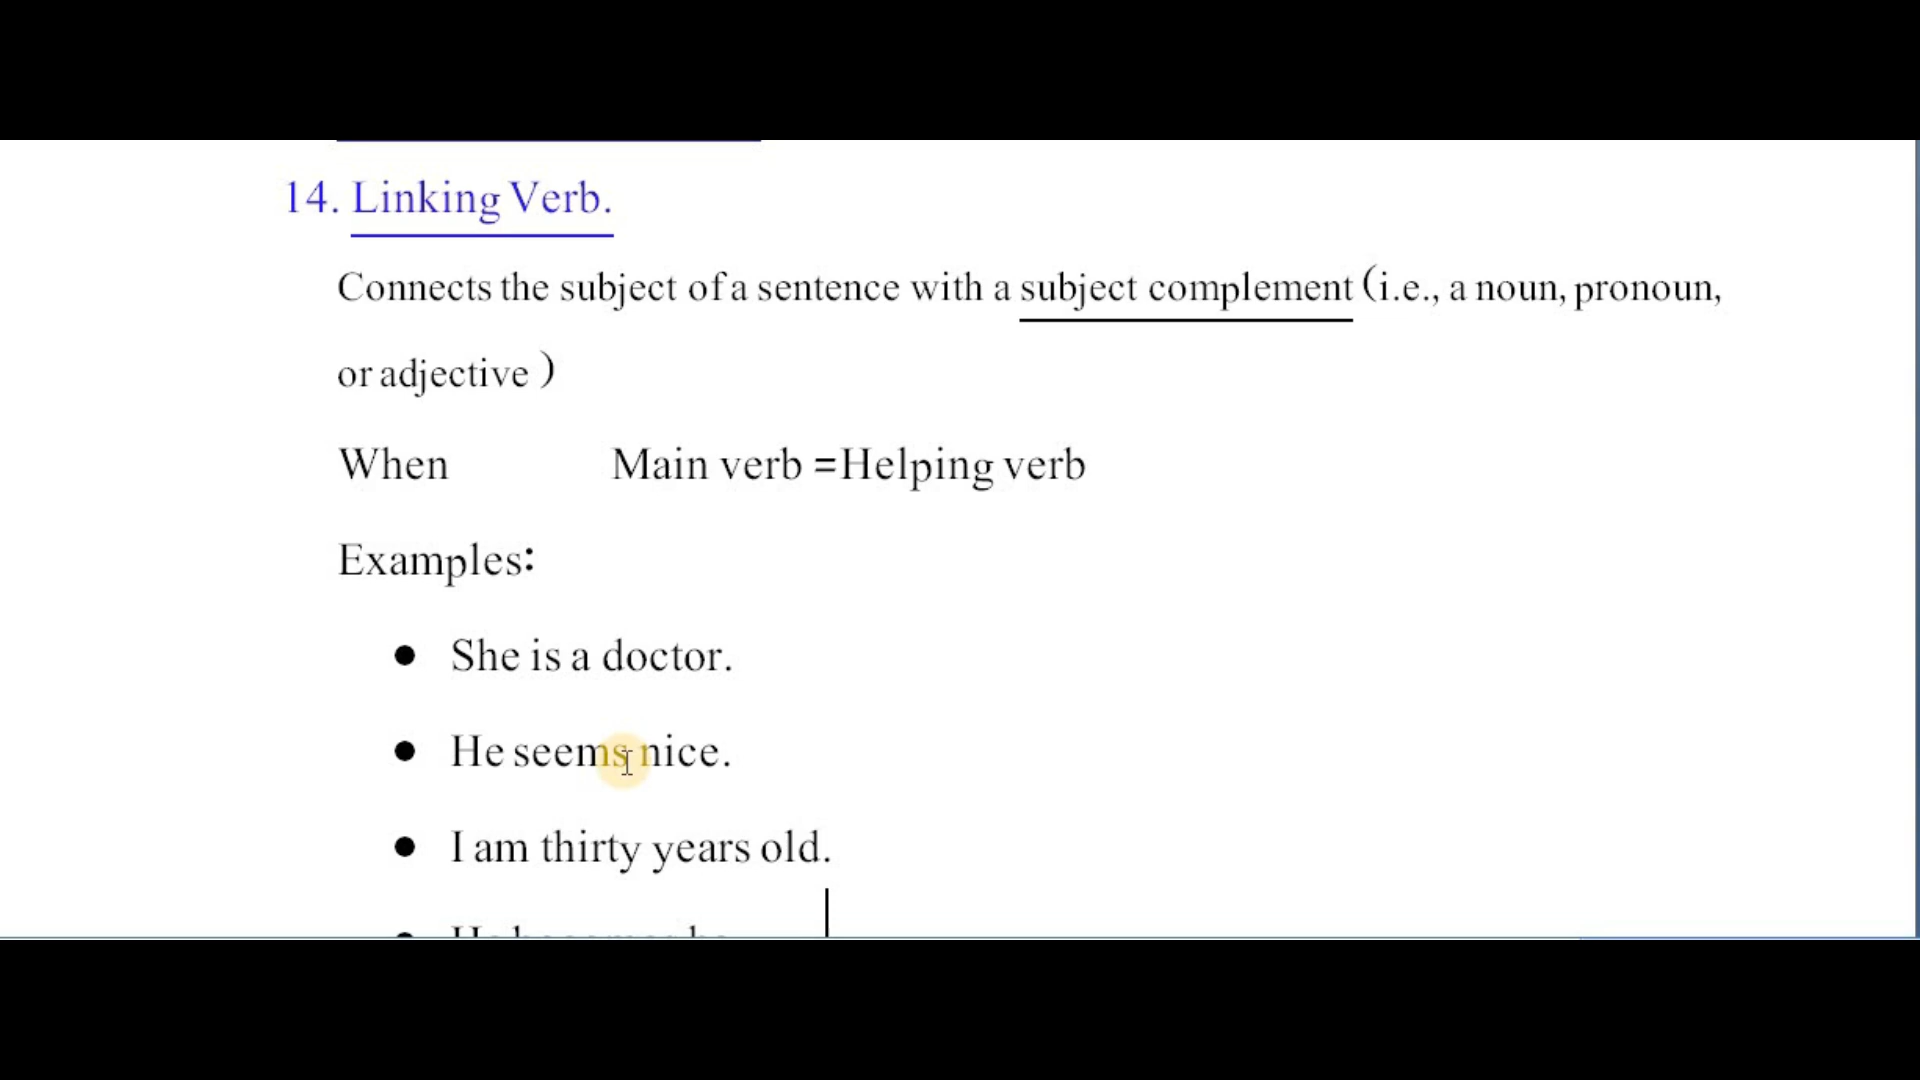 14. Linking Verb.
Connects the subject of a sentence with a subject complement (i.e., a noun, pronoun,
or adjective )
When Main verb =Helping verb
Examples:
● She is a doctor.
● He seems nice.
● I am thirty years old.